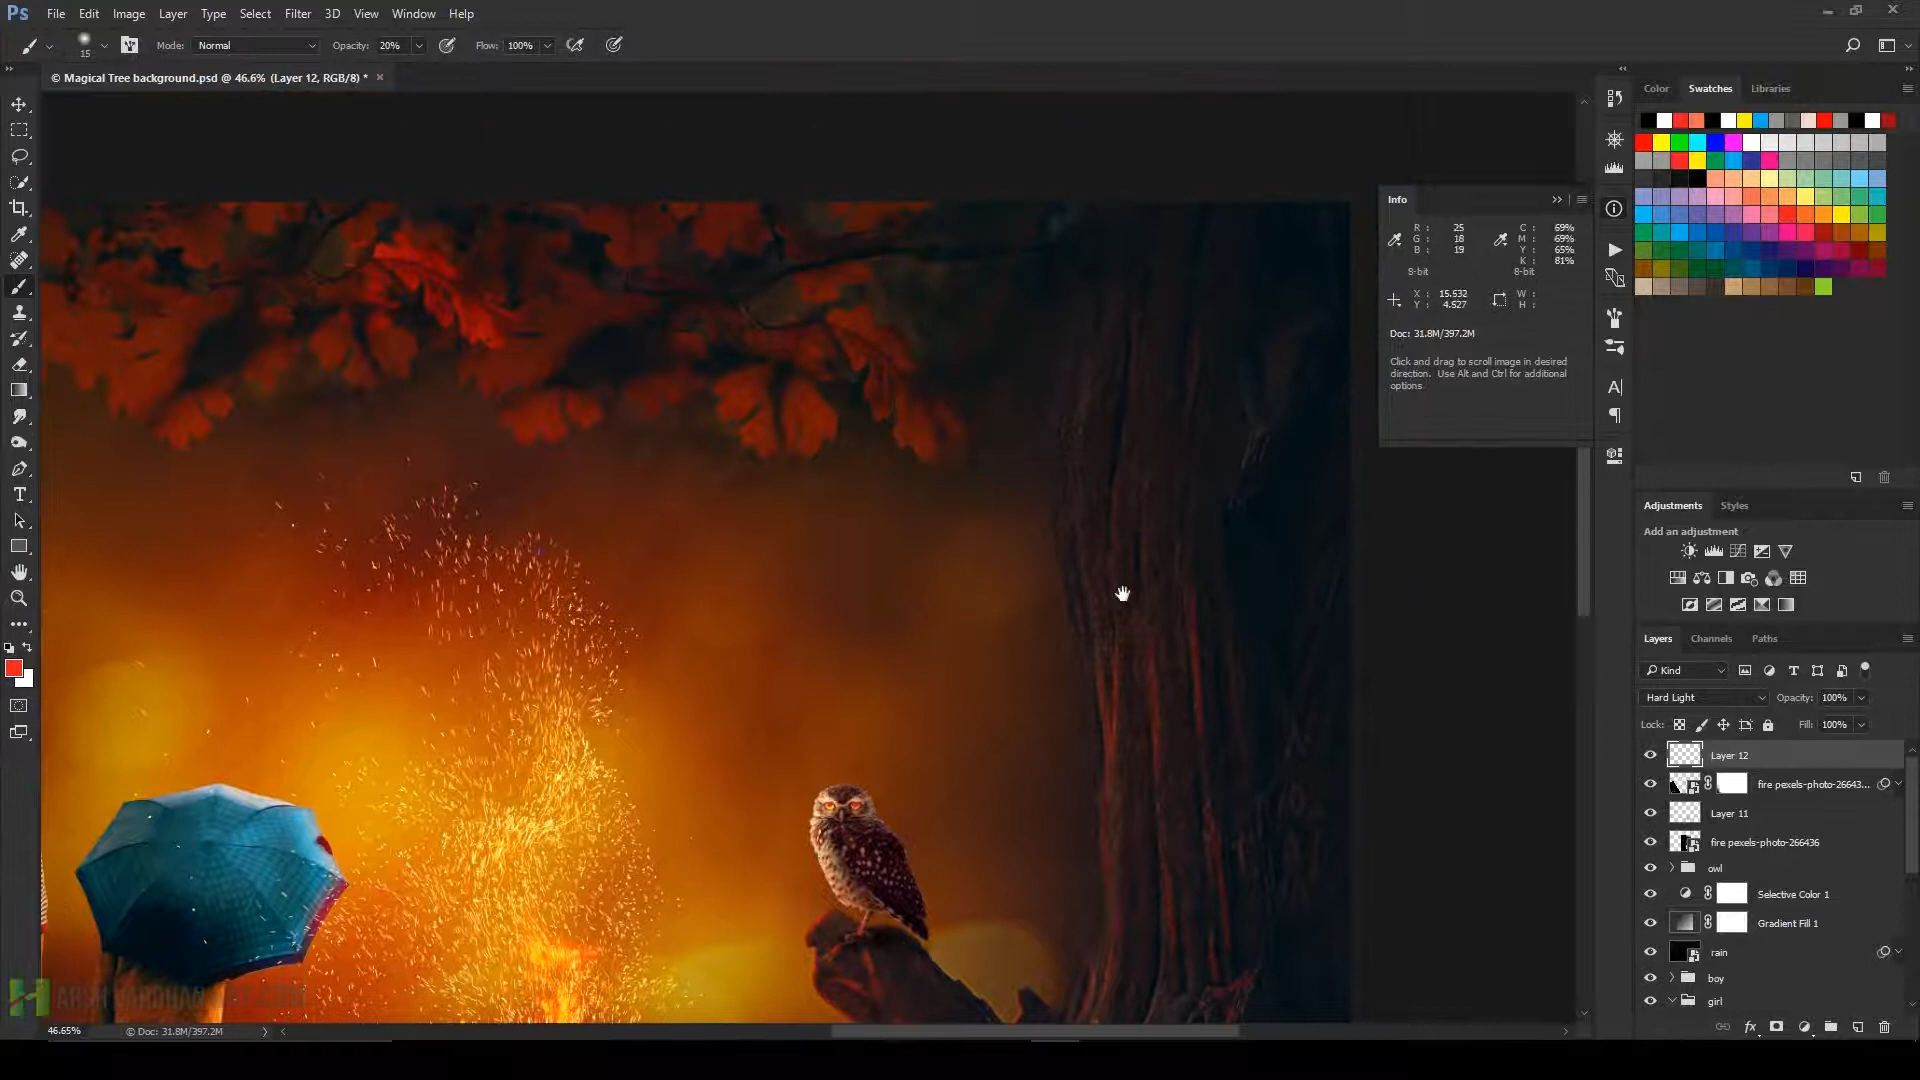 Ps File Edit Image Layer Type Select Filter 3D View Window Help
15 Mode: Normal Opacity: 20% Flow: 100%
© Magical Tree background.psd @ 46.6% (Layer 12, RGB/8) * ×
Color Swatches Libraries
Info
R : 25 C : 69%
G : 18 M : 69%
B : 19 Y : 65%
K : 81%
8-bit 8-bit
X : 15.532 W :
Y : 4.527 H :
Doc: 31.8M/397.2M
Click and drag to scroll image in desired
direction. Use Alt and Ctrl for additional
options.
Adjustments Styles
Add an adjustment
Layers Channels Paths
Kind
Hard Light Opacity: 100%
Lock: Fill: 100%
Layer 12
fire pexels-photo-26643...
Layer 11
fire pexels-photo-266436
owl
Selective Color 1
Gradient Fill 1
rain
boy
girl
46.65% © Doc: 31.8M/397.2M